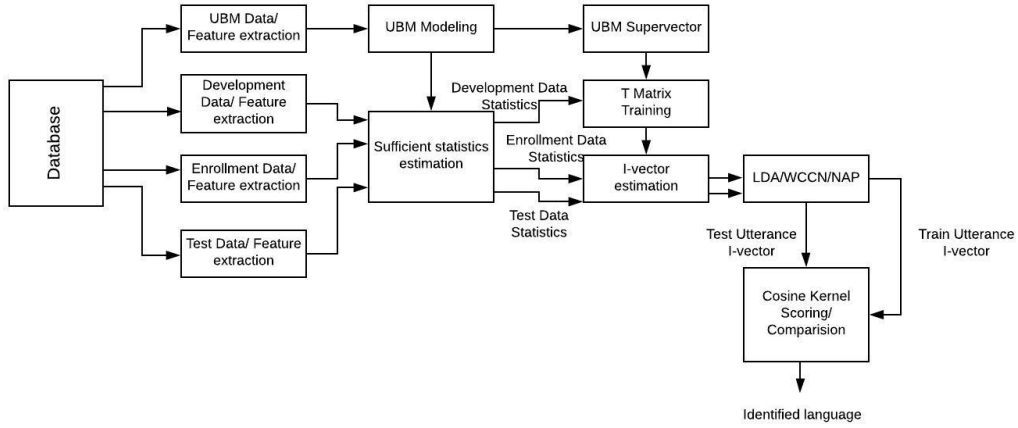 UBM Data/
Feature extraction
UBM Modeling
UBM Supervector
Database
Development
Data/ Feature
extraction
Development Data
Statistics
T Matrix
Training
Sufficient statistics
estimation
Enrollment Data
Statistics
Enrollment Data/
Feature extraction
I-vector
estimation
LDA/WCCN/NAP
Test Data
Statistics
Test Data/ Feature
extraction
Test Utterance
I-vector
Train Utterance
I-vector
Cosine Kernel
Scoring/
Comparision
Identified language